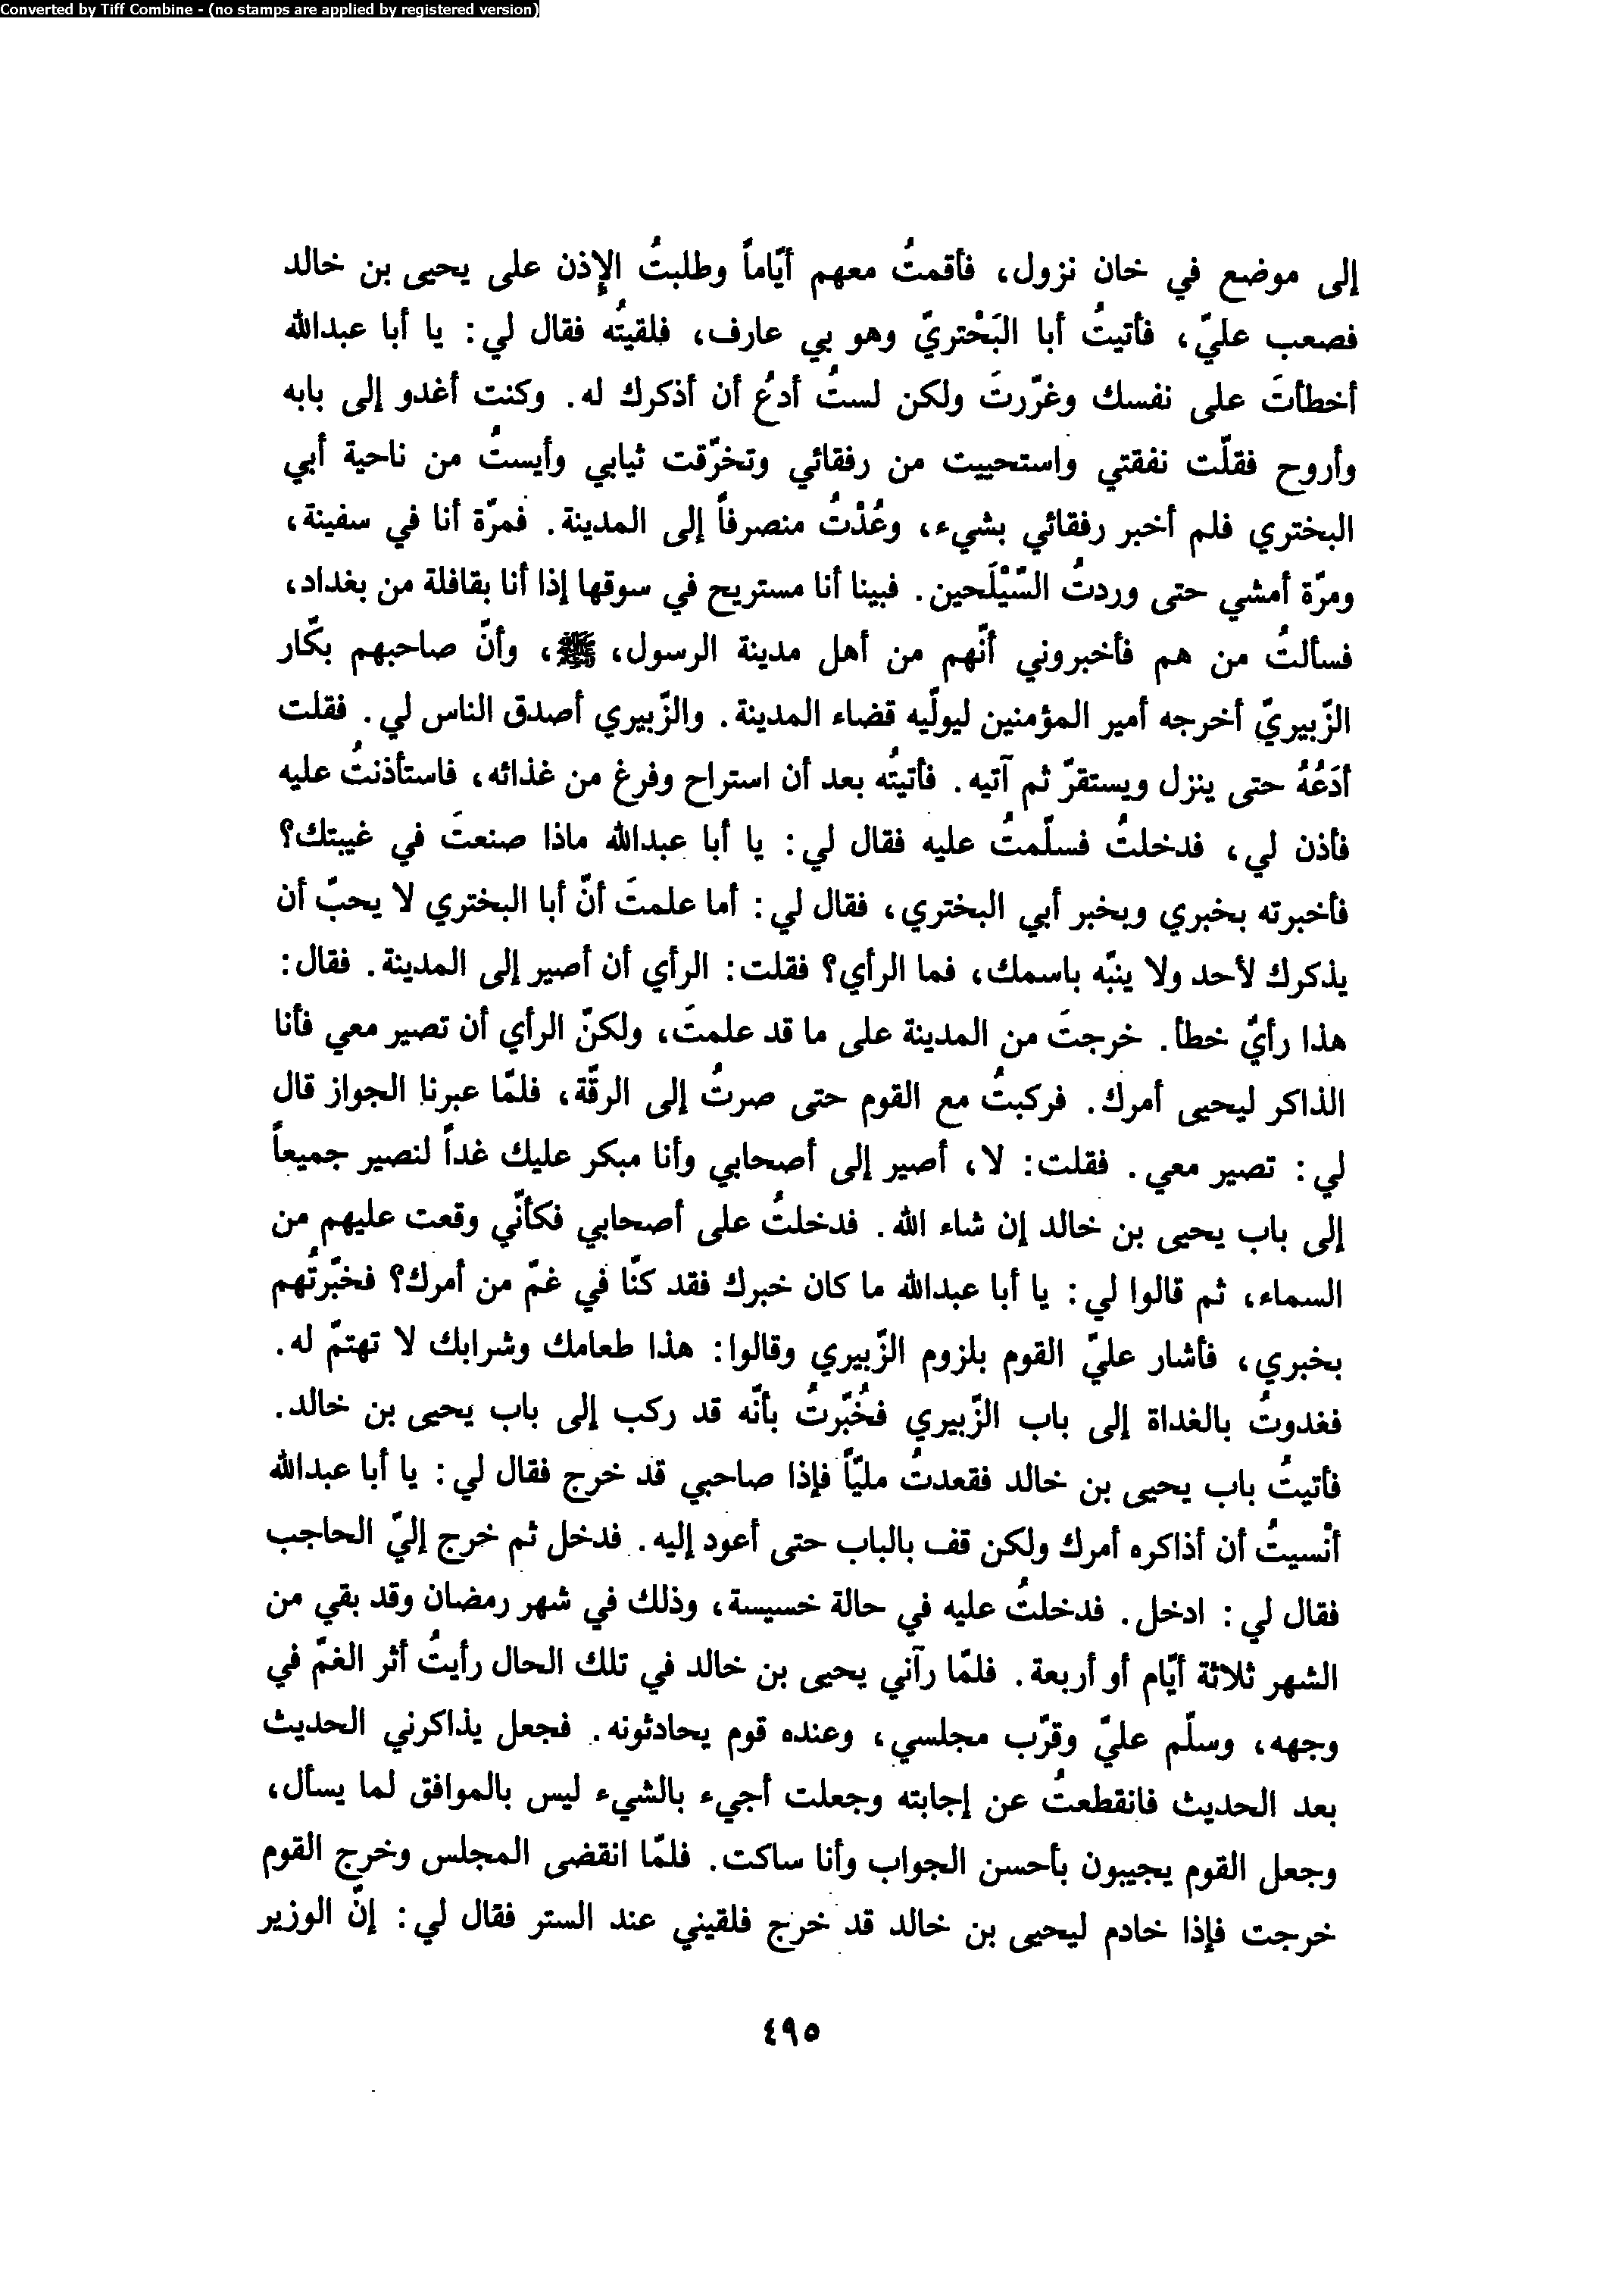 Converted by Tiff Combine - (no stamps are applied by registered version)
إلى موضع في خان نزول، فأقمتُ معهم أيّاماً وطلبتُ الإذن على يحيى بن خالد
فصعب عليّ، فأتيتُ أبا البَخْتريّ وهو بي عارف، فلقيتُه فقال لي: يا أبا عبدالله
أخطأتَ على نفسك وغرّرتَ ولكن لستُ أدعُ أن أذكرك له. وكنت أغدو إلى بابه
وأروح فقلّت نفقتي واستحييت من رفقائي وتخرّقت ثيابي وأيستُ من ناحية أبي
البختري فلم أخبر رفقائي بشيء، وعُدْتُ منصرفاً إلى المدينة. فمرّة أنا في سفينة،
ومرّة أمشي حتى وردتُ السَّيْلَحين. فبينا أنا مستريح في سوقها إذا أنا بقافلة من بغداد،
فسألتُ من هم فأخبروني أنّهم من أهل مدينة الرسول، ﷺ، وأنّ صاحبهم بكّار
الزّبيريّ أخرجه أمير المؤمنين ليولّيه قضاء المدينة. والزّبيري أصدق الناس لي. فقلت
أدَعُهُ حتى ينزل ويستقرّ ثم آتيه. فأتيتُه بعد أن استراح وفرغ من غذائه، فاستأذنتُ عليه
فأذن لي، فدخلتُ فسلّمتُ عليه فقال لي: يا أبا عبدالله ماذا صنعتَ في غيبتك؟
فأخبرته بخبري وبخبر أبي البختري، فقال لي: أما علمتَ أنّ أبا البختري لا يحبّ أن
يذكرك لأحد ولا ينبّه باسمك، فما الرأي؟ فقلت: الرأي أن أصير إلى المدينة. فقال:
هذا رأيٌ خطأ. خرجتَ من المدينة على ما قد علمتَ، ولكنّ الرأي أن تصير معي فأنا
الذاكر ليحيى أمرك. فركبتُ مع القوم حتى صرتُ إلى الرقّة، فلمّا عبرنا الجواز قال
لي: تصير معي. فقلت: لا، أصير إلى أصحابي وأنا مبكر عليك غداً لنصير جميعاً
إلى باب يحيى بن خالد إن شاء الله. فدخلتُ على أصحابي فكأنّي وقعت عليهم من
السماء، ثم قالوا لي: يا أبا عبدالله ما كان خبرك فقد كنّا في غمّ من أمرك؟ فخبّرتُهم
بخبري، فأشار عليّ القوم بلزوم الزّبيري وقالوا: هذا طعامك وشرابك لا تهتمّ له.
فغدوتُ بالغداة إلى باب الزّبيري فخُبّرتُ بأنّه قد ركب إلى باب يحيى بن خالد.
فأتيتُ باب يحيى بن خالد فقعدتُ مليّاً فإذا صاحبي قد خرج فقال لي: يا أبا عبدالله
أنْسيتُ أن أذاكره أمرك ولكن قف بالباب حتى أعود إليه. فدخل ثم خرج إليّ الحاجب
فقال لي: ادخل. فدخلتُ عليه في حالة خسيسة، وذلك في شهر رمضان وقد بقي من
الشهر ثلاثة أيّام أو أربعة. فلمّا رآني يحيى بن خالد في تلك الحال رأيتُ أثر الغمّ في
وجهه، وسلّم عليّ وقرّب مجلسي، وعنده قوم يحادثونه. فجعل يذاكرني الحديث
بعد الحديث فانقطعتُ عن إجابته وجعلت أجيء بالشيء ليس بالموافق لما يسأل،
وجعل القوم يجيبون بأحسن الجواب وأنا ساكت. فلمّا انقضى المجلس وخرج القوم
خرجت فإذا خادم ليحيى بن خالد قد خرج فلقيني عند الستر فقال لي: إنّ الوزير
٤٩٥